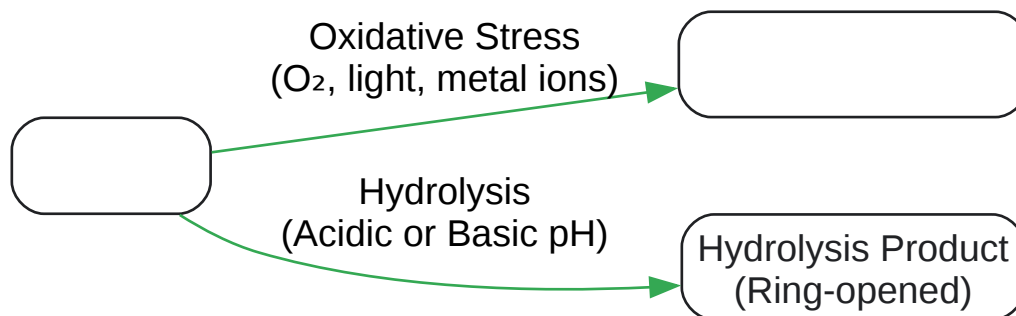 Oxidative Stress
(O₂, light, metal ions)
Hydrolysis
(Acidic or Basic pH)
Hydrolysis Product
(Ring-opened)